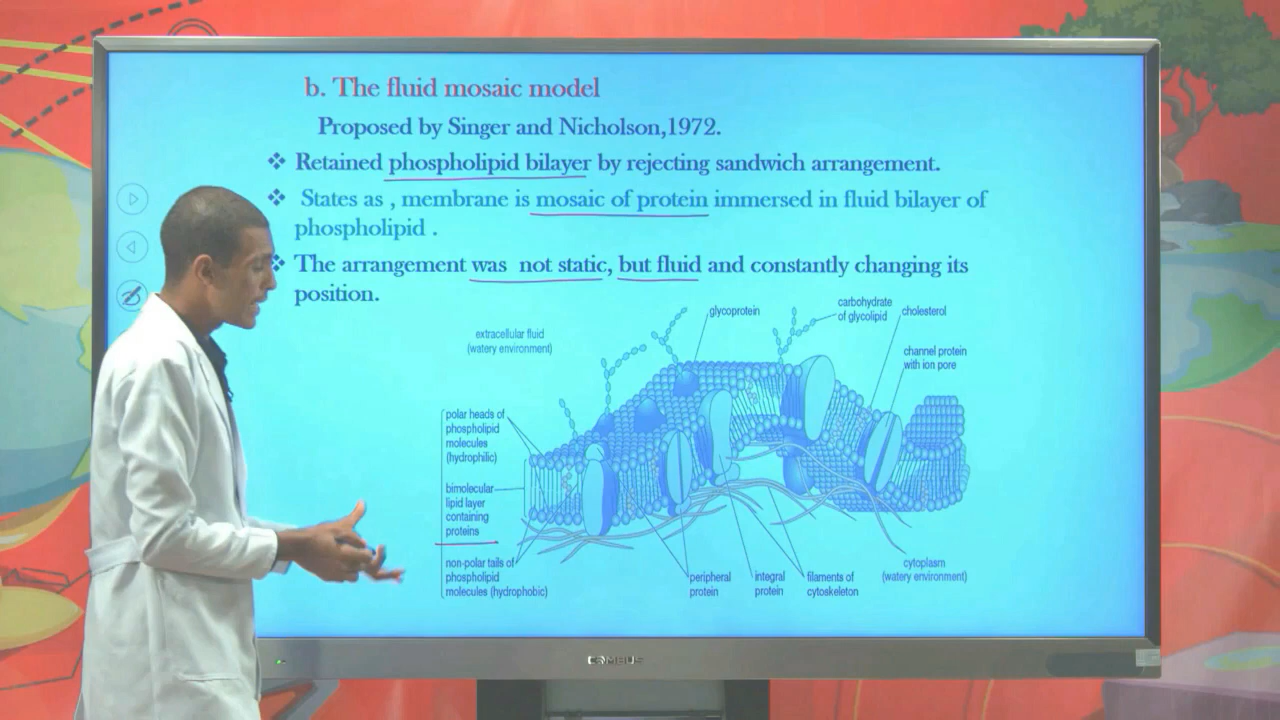 b. The fluid mosaic model
Proposed by Singer and Nicholson,1972.
❖ Retained phospholipid bilayer by rejecting sandwich arrangement.
❖ States as , membrane is mosaic of protein immersed in fluid bilayer of
phospholipid .
❖ The arrangement was not static, but fluid and constantly changing its
position.
extracellular fluid
(watery environment)
glycoprotein
carbohydrate
of glycolipid
cholesterol
channel protein
with ion pore
polar heads of
phospholipid
molecules
(hydrophilic)
bimolecular
lipid layer
containing
proteins
non-polar tails of
phospholipid
molecules (hydrophobic)
peripheral
protein
integral
protein
filaments of
cytoskeleton
cytoplasm
(watery environment)